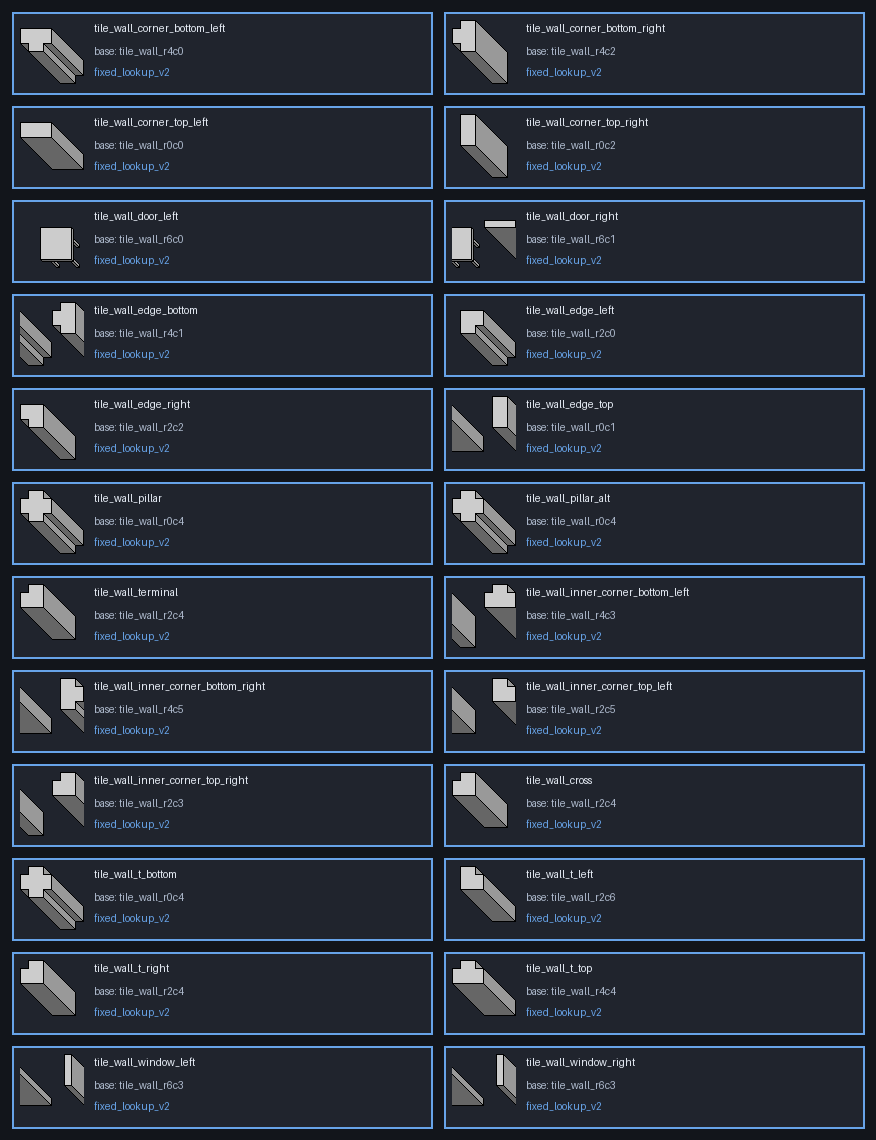 tile_wall_corner_bottom_left
base: tile_wall_r4c0
fixed_lookup_v2
tile_wall_corner_bottom_right
base: tile_wall_r4c2
fixed_lookup_v2
tile_wall_corner_top_left
base: tile_wall_r0c0
fixed_lookup_v2
tile_wall_corner_top_right
base: tile_wall_r0c2
fixed_lookup_v2
tile_wall_door_left
base: tile_wall_r6c0
fixed_lookup_v2
tile_wall_door_right
base: tile_wall_r6c1
fixed_lookup_v2
tile_wall_edge_bottom
base: tile_wall_r4c1
fixed_lookup_v2
tile_wall_edge_left
base: tile_wall_r2c0
fixed_lookup_v2
tile_wall_edge_right
base: tile_wall_r2c2
fixed_lookup_v2
tile_wall_edge_top
base: tile_wall_r0c1
fixed_lookup_v2
tile_wall_pillar
base: tile_wall_r0c4
fixed_lookup_v2
tile_wall_pillar_alt
base: tile_wall_r0c4
fixed_lookup_v2
tile_wall_terminal
base: tile_wall_r2c4
fixed_lookup_v2
tile_wall_inner_corner_bottom_left
base: tile_wall_r4c3
fixed_lookup_v2
tile_wall_inner_corner_bottom_right
base: tile_wall_r4c5
fixed_lookup_v2
tile_wall_inner_corner_top_left
base: tile_wall_r2c5
fixed_lookup_v2
tile_wall_inner_corner_top_right
base: tile_wall_r2c3
fixed_lookup_v2
tile_wall_cross
base: tile_wall_r2c4
fixed_lookup_v2
tile_wall_t_bottom
base: tile_wall_r0c4
fixed_lookup_v2
tile_wall_t_left
base: tile_wall_r2c6
fixed_lookup_v2
tile_wall_t_right
base: tile_wall_r2c4
fixed_lookup_v2
tile_wall_t_top
base: tile_wall_r4c4
fixed_lookup_v2
tile_wall_window_left
base: tile_wall_r6c3
fixed_lookup_v2
tile_wall_window_right
base: tile_wall_r6c3
fixed_lookup_v2